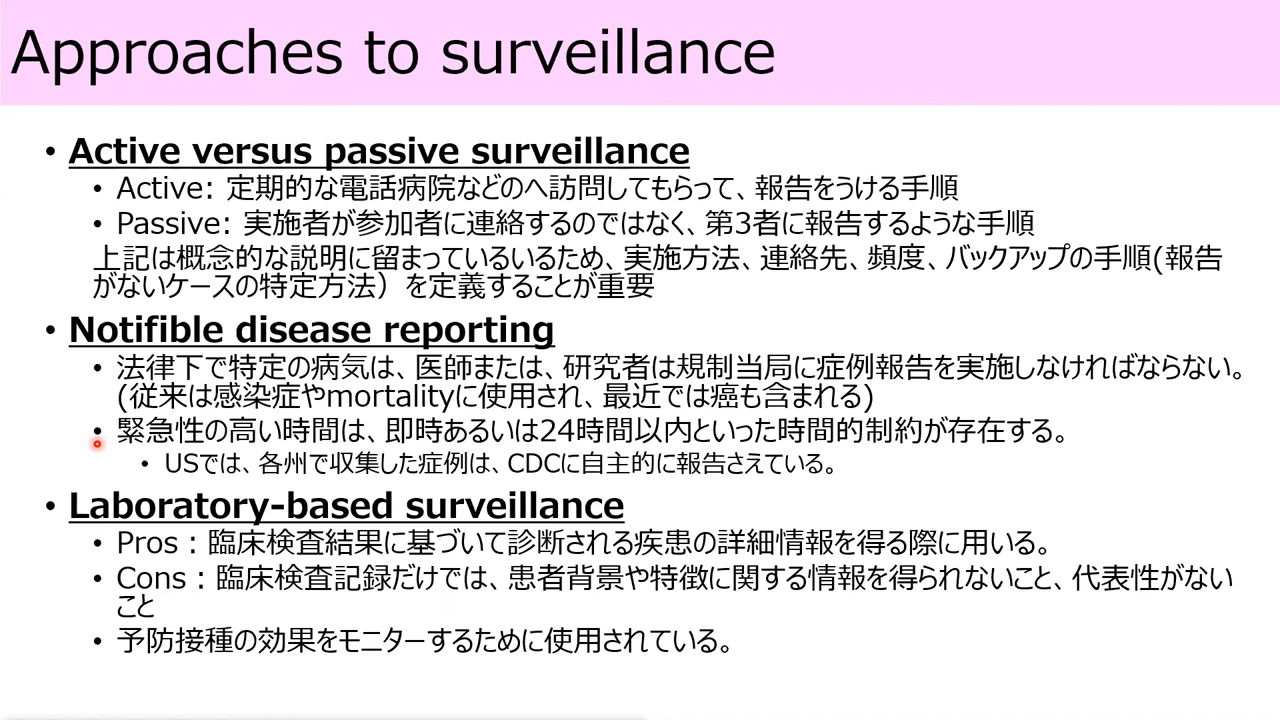 Approaches to surveillance
• Active versus passive surveillance
• Active: 定期的な電話病院などのへ訪問してもらって、報告をうける手順
• Passive: 実施者が参加者に連絡するのではなく、第3者に報告するような手順
上記は概念的な説明に留まっているいるため、実施方法、連絡先、頻度、バックアップの手順(報告
がないケースの特定方法）を定義することが重要
• Notifible disease reporting
• 法律下で特定の病気は、医師または、研究者は規制当局に症例報告を実施しなければならない。
(従来は感染症やmortalityに使用され、最近では癌も含まれる)
• 緊急性の高い時間は、即時あるいは24時間以内といった時間的制約が存在する。
• USでは、各州で収集した症例は、CDCに自主的に報告さえている。
• Laboratory-based surveillance
• Pros：臨床検査結果に基づいて診断される疾患の詳細情報を得る際に用いる。
• Cons：臨床検査記録だけでは、患者背景や特徴に関する情報を得られないこと、代表性がない
こと
• 予防接種の効果をモニターするために使用されている。